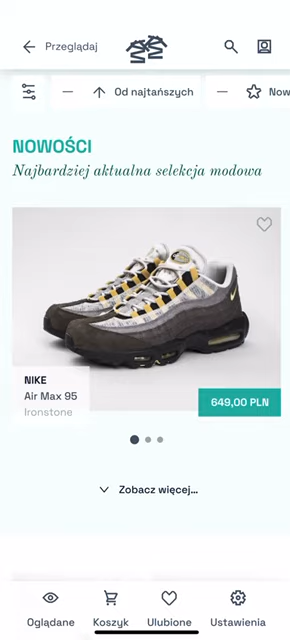 Przeglądaj
Od najtańszych
Now
NOWOŚCI
Najbardziej aktualna selekcja modowa
NIKE
Air Max 95
Ironstone
649,00 PLN
Zobacz więcej...
Oglądane Koszyk Ulubione Ustawienia